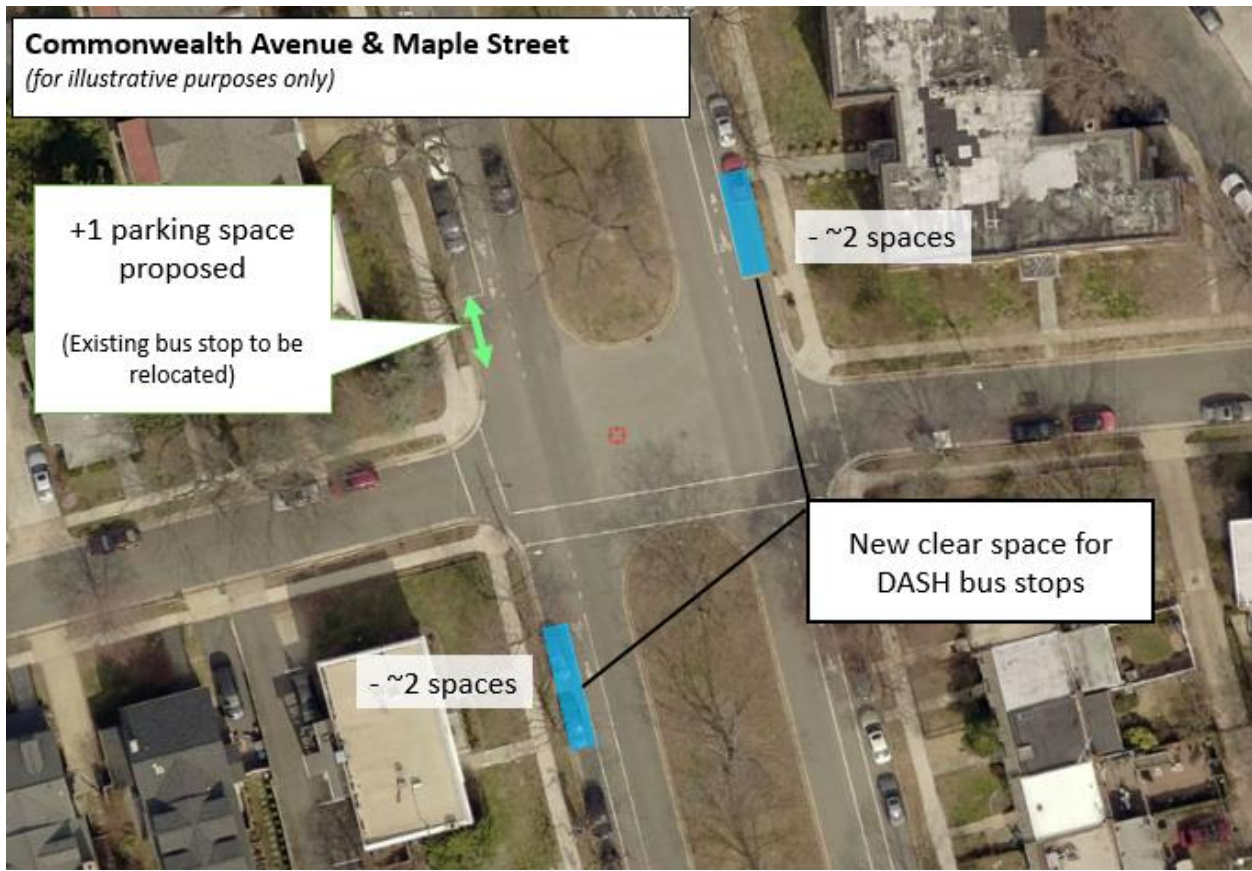 Commonwealth Avenue & Maple Street
(for illustrative purposes only)
+1 parking space
proposed
(Existing bus stop to be
relocated)
- ~2 spaces
New clear space for
DASH bus stops
- ~2 spaces